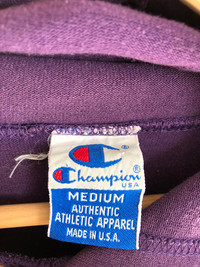 Champion
USA
MEDIUM
AUTHENTIC
ATHLETIC APPAREL
MADE IN U.S.A.